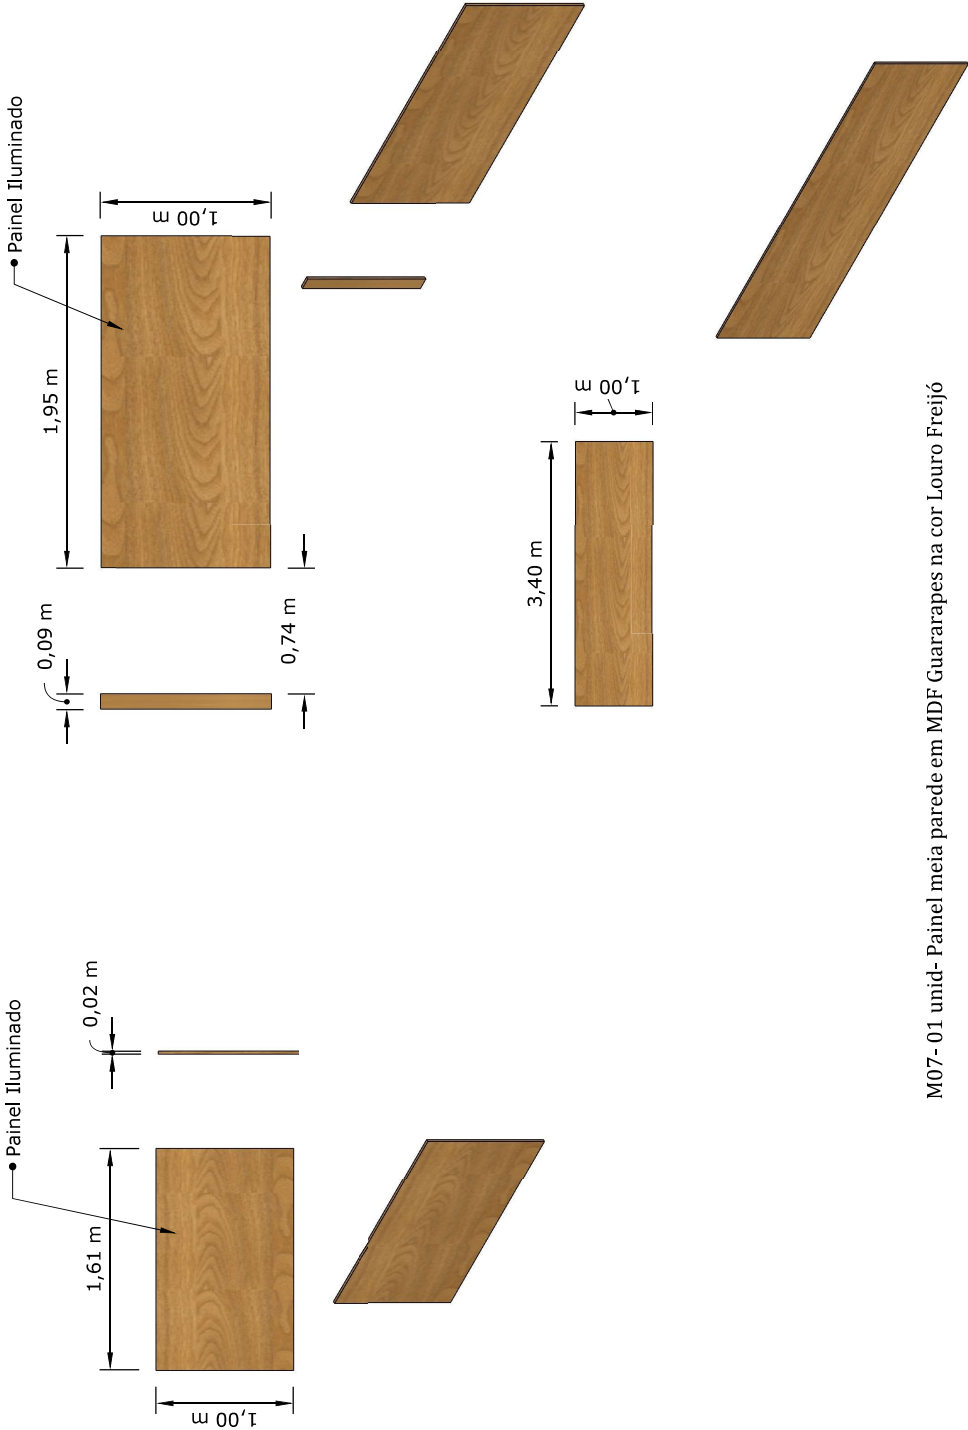 Painel Iluminado
1,61 m
1,00 m
0,02 m
Painel Iluminado
0,09 m
1,95 m
1,00 m
0,74 m
3,40 m
1,00 m
M07- 01 unid- Painel meia parede em MDF Guararapes na cor Louro Freijó